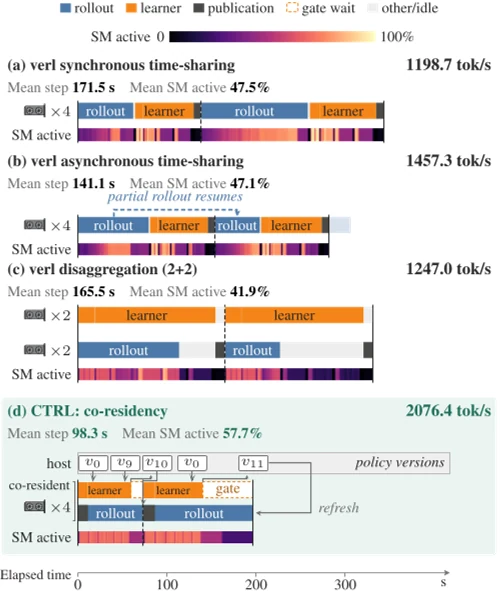 rollout learner publication gate wait other/idle
SM active 0 100%
(a) verl synchronous time-sharing 1198.7 tok/s
Mean step 171.5 s Mean SM active 47.5%
×4 rollout learner rollout learner
SM active
(b) verl asynchronous time-sharing 1457.3 tok/s
Mean step 141.1 s Mean SM active 47.1%
partial rollout resumes
×4 rollout learner rollout learner
SM active
(c) verl disaggregation (2+2) 1247.0 tok/s
Mean step 165.5 s Mean SM active 41.9%
×2 learner learner
×2 rollout rollout
SM active
(d) CTRL: co-residency 2076.4 tok/s
Mean step 98.3 s Mean SM active 57.7%
host v0 v9 v10 v0 v11 policy versions
co-resident learner learner gate
×4 rollout rollout refresh
SM active
Elapsed time 0 100 200 300 s